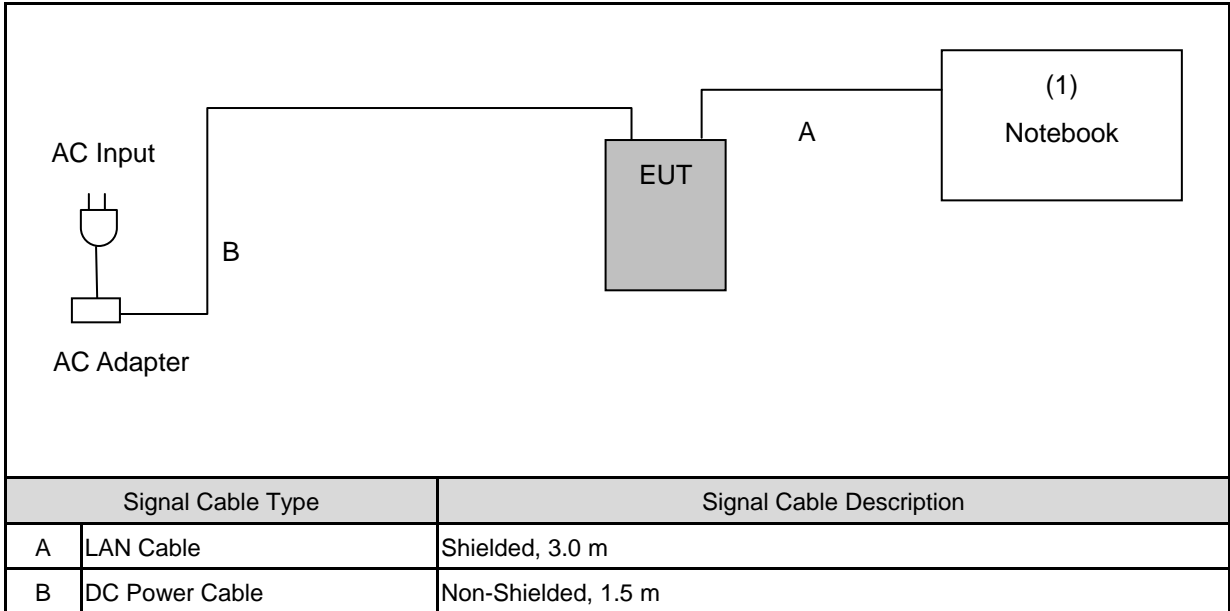 (1)
Notebook
A
EUT
AC Input
B
AC Adapter
Signal Cable Type Signal Cable Description
A LAN Cable Shielded, 3.0 m
B DC Power Cable Non-Shielded, 1.5 m